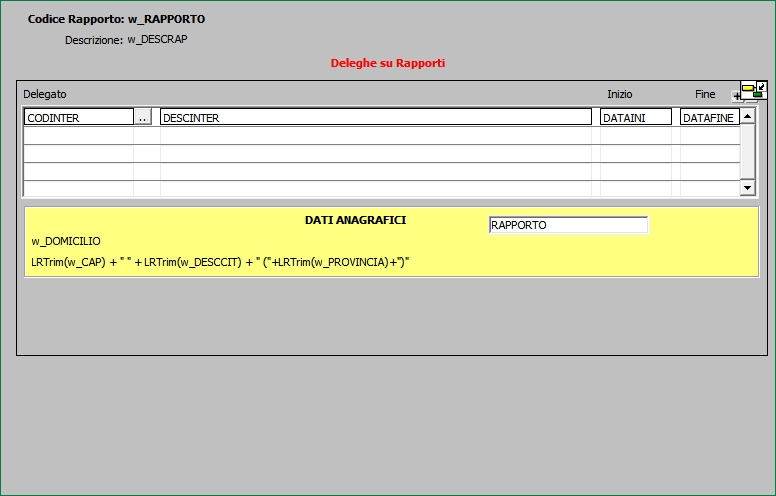 Codice Rapporto: w_RAPPORTO
Descrizione: w_DESCRAP
Deleghe su Rapporti
Delegato Inizio Fine +
CODINTER .. DESCINTER DATAINI DATAFINE
DATI ANAGRAFICI RAPPORTO
w_DOMICILIO
LRTrim(w_CAP) + " " + LRTrim(w_DESCCIT) + " ("+LRTrim(w_PROVINCIA)+")"